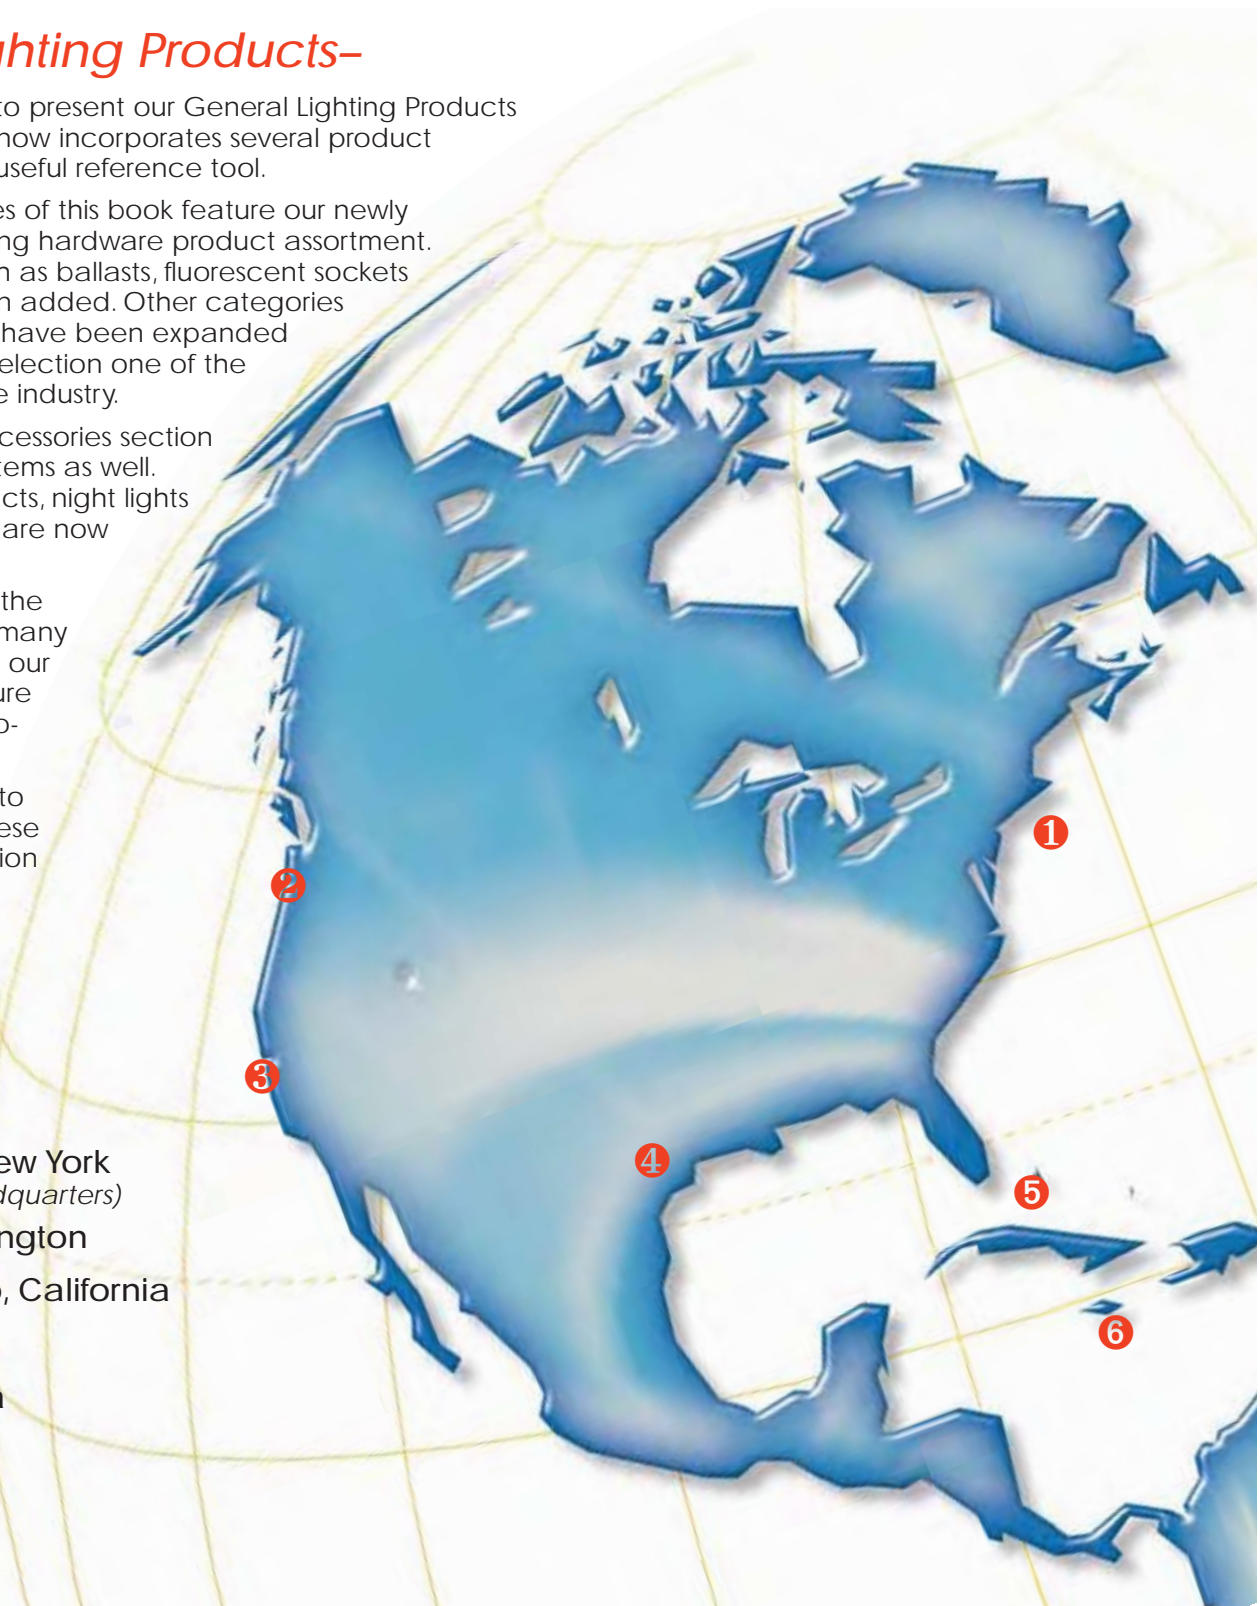 ghting Products–
to present our General Lighting Products
now incorporates several product
useful reference tool.
es of this book feature our newly
ng hardware product assortment.
h as ballasts, fluorescent sockets
n added. Other categories
have been expanded
election one of the
e industry.
ccessories section
tems as well.
cts, night lights
are now
the
many
our
ure
o-
to
ese
tion
ew York
dquarters)
ngton
o, California
a
1
2
3
4
5
6